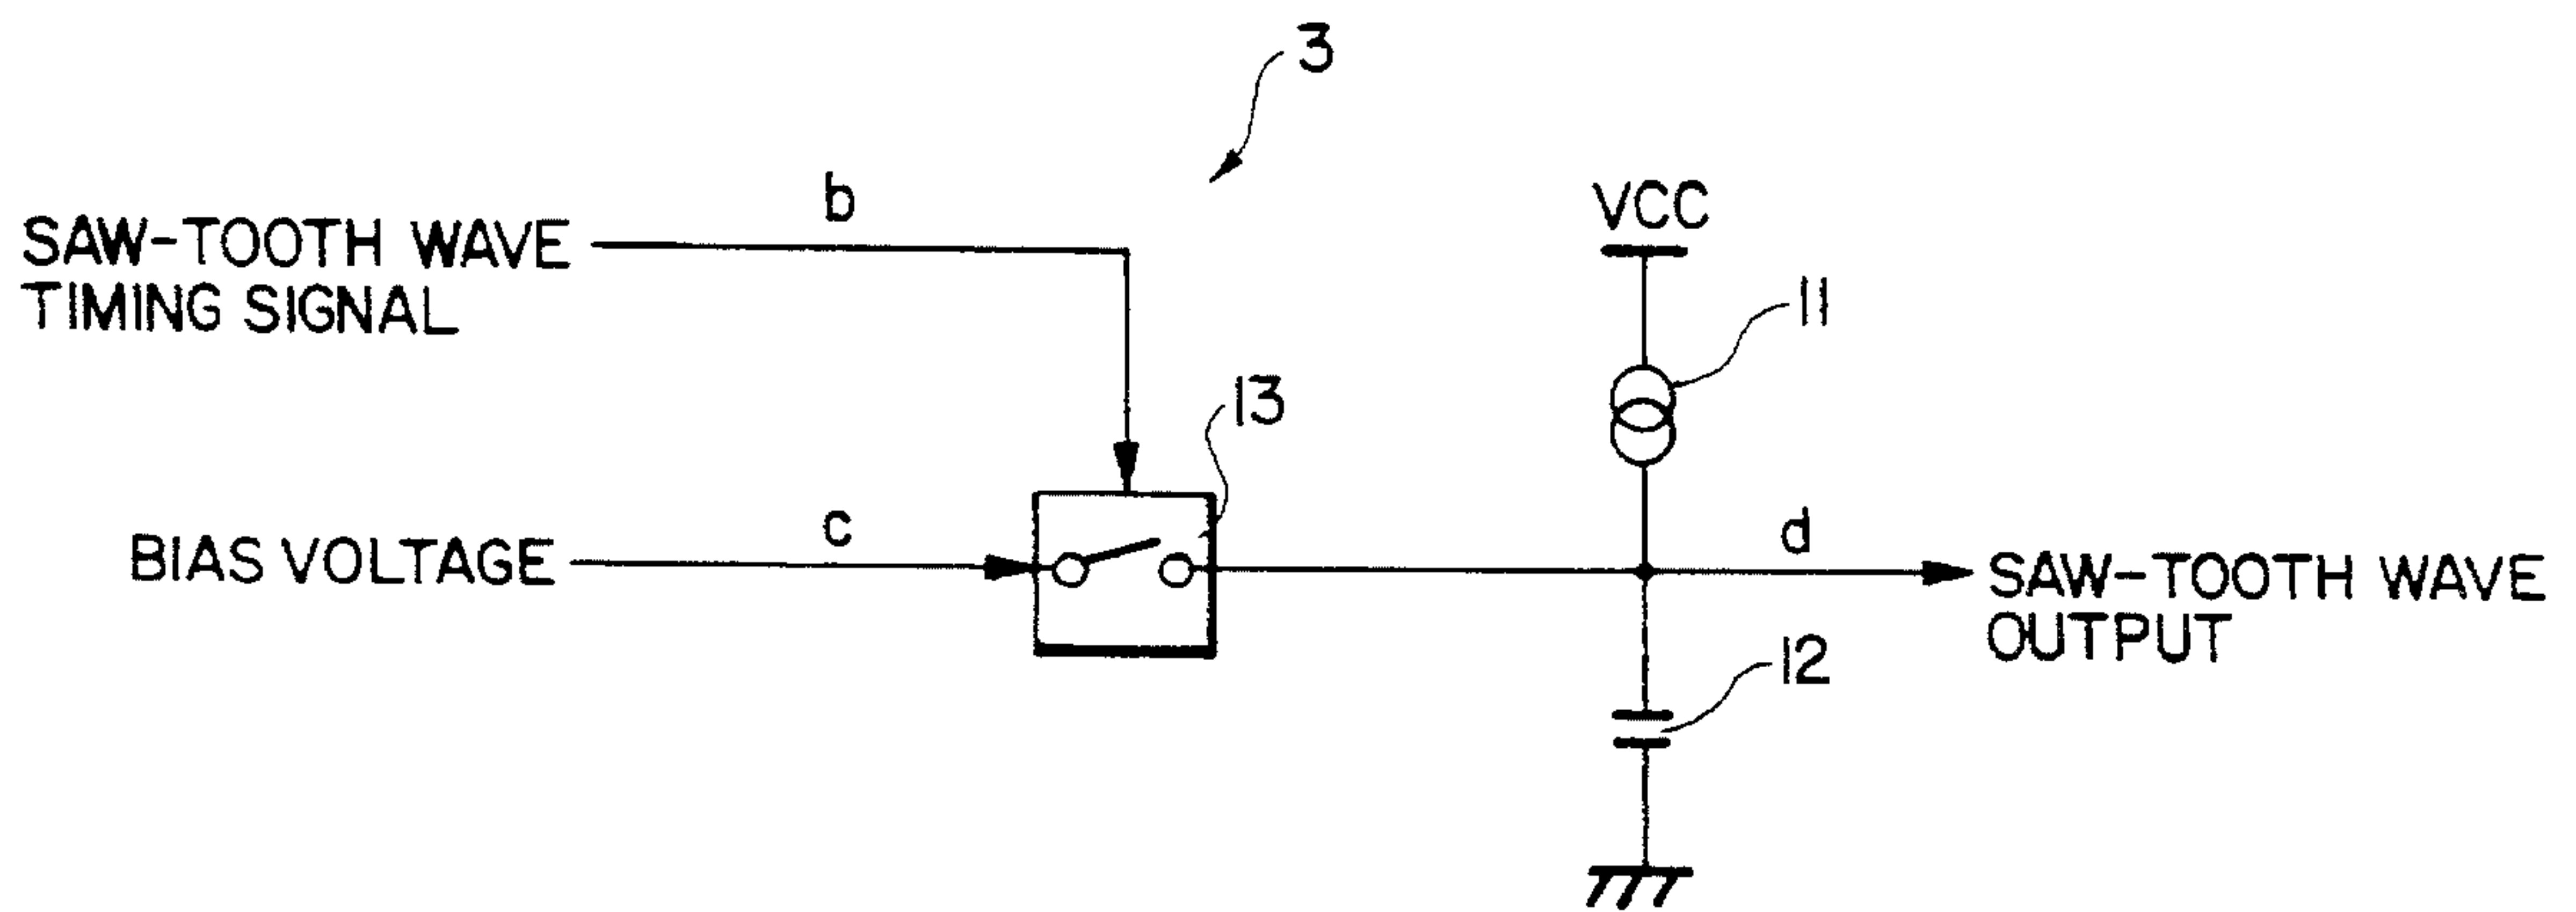 3
b
VCC
SAW-TOOTH WAVE
TIMING SIGNAL
11
13
c
d
BIAS VOLTAGE
SAW-TOOTH WAVE
OUTPUT
12